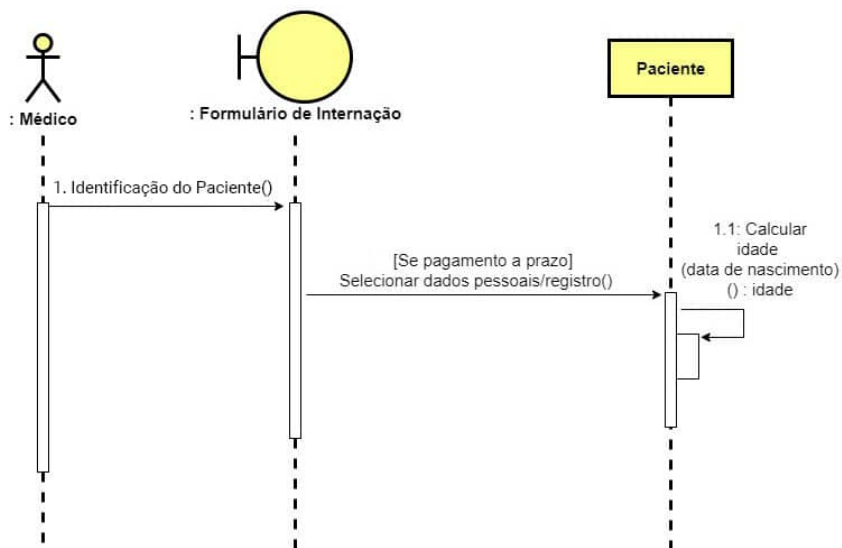 Paciente
: Médico
: Formulário de Internação
1. Identificação do Paciente()
[Se pagamento a prazo]
Selecionar dados pessoais/registro()
1.1: Calcular
idade
(data de nascimento)
() : idade